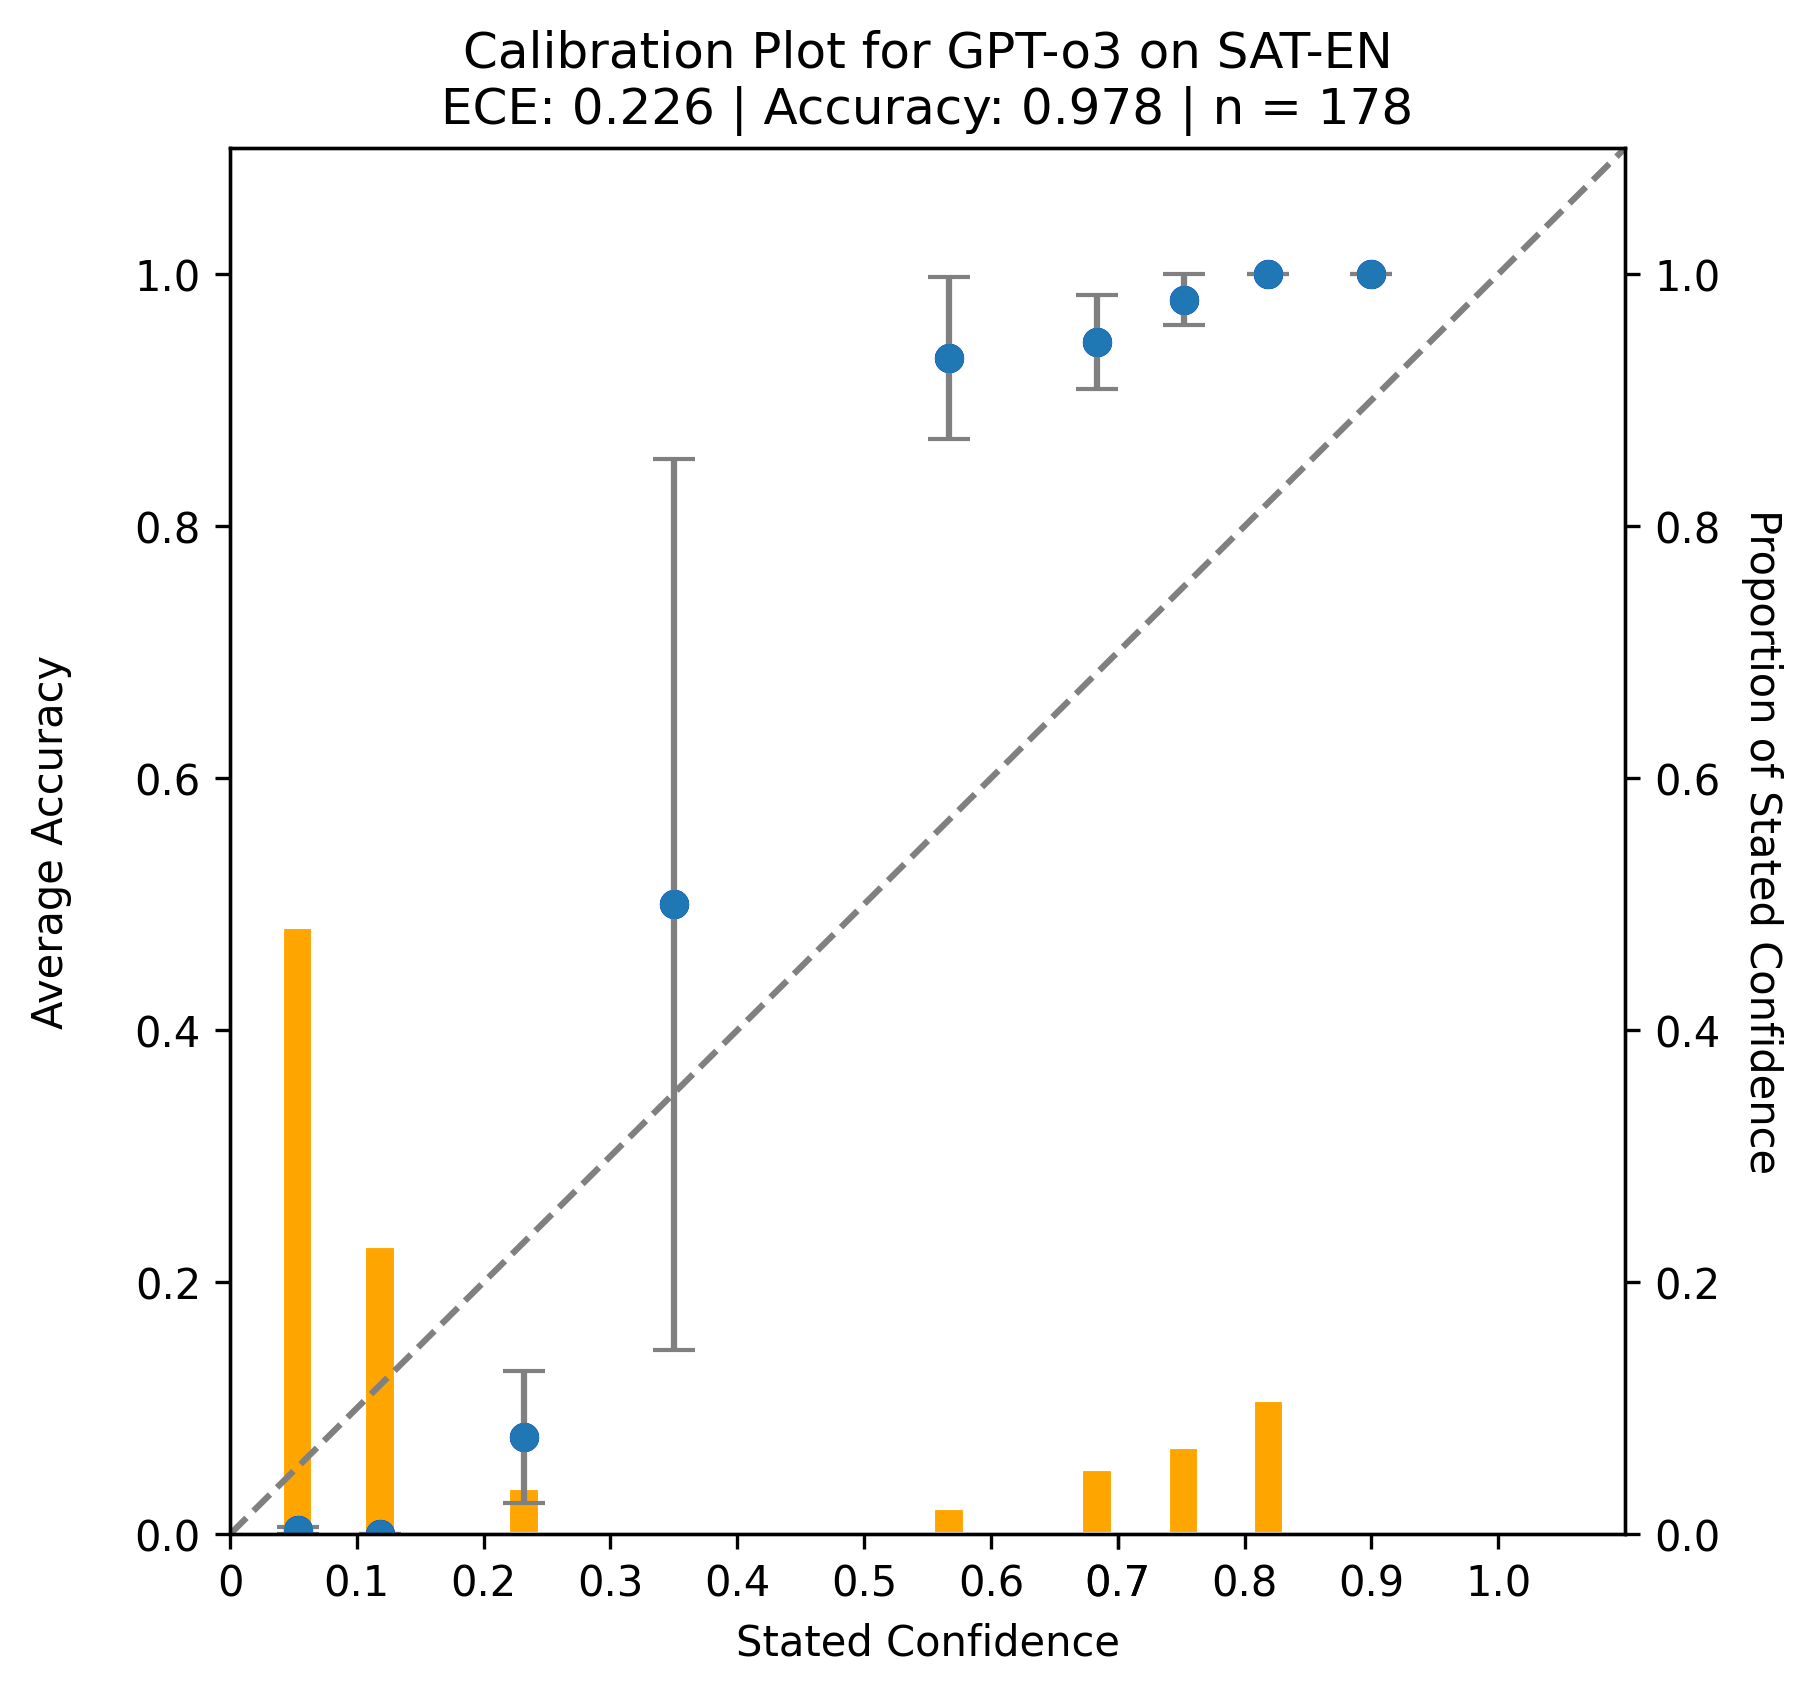 Calibration Plot for GPT-o3 on SAT-EN
ECE: 0.226 | Accuracy: 0.978 | n = 178
Average Accuracy
1.0
0.8
0.6
0.4
0.2
0.0
1.0
0.8
0.6
0.4
0.2
0.0
Proportion of Stated Confidence
0 0.1 0.2 0.3 0.4 0.5 0.6 0.7 0.8 0.9 1.0
Stated Confidence